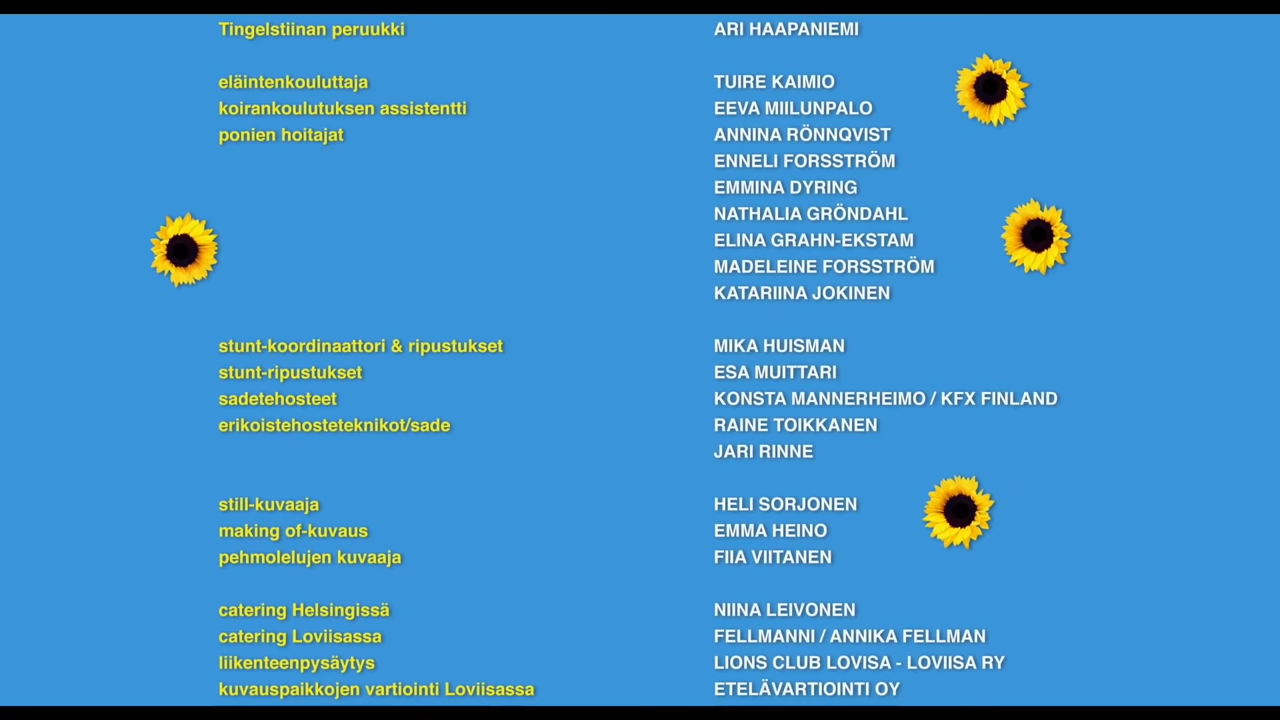 Tingelstiinan peruukki ARI HAAPANIEMI
eläintenkouluttaja TUIRE KAIMIO
koirankoulutuksen assistentti EEVA MIILUNPALO
ponien hoitajat ANNINA RÖNNQVIST
ENNELI FORSSTRÖM
EMMINA DYRING
NATHALIA GRÖNDAHL
ELINA GRAHN-EKSTAM
MADELEINE FORSSTRÖM
KATARIINA JOKINEN
stunt-koordinaattori & ripustukset MIKA HUISMAN
stunt-ripustukset ESA MUITTARI
sadetehosteet KONSTA MANNERHEIMO / KFX FINLAND
erikoistehosteteknikot/sade RAINE TOIKKANEN
JARI RINNE
still-kuvaaja HELI SORJONEN
making of-kuvaus EMMA HEINO
pehmolelujen kuvaaja FIIA VIITANEN
catering Helsingissä NIINA LEIVONEN
catering Loviisassa FELLMANNI / ANNIKA FELLMAN
liikenteenpysäytys LIONS CLUB LOVISA - LOVIISA RY
kuvauspaikkojen vartiointi Loviisassa ETELÄVARTIOINTI OY